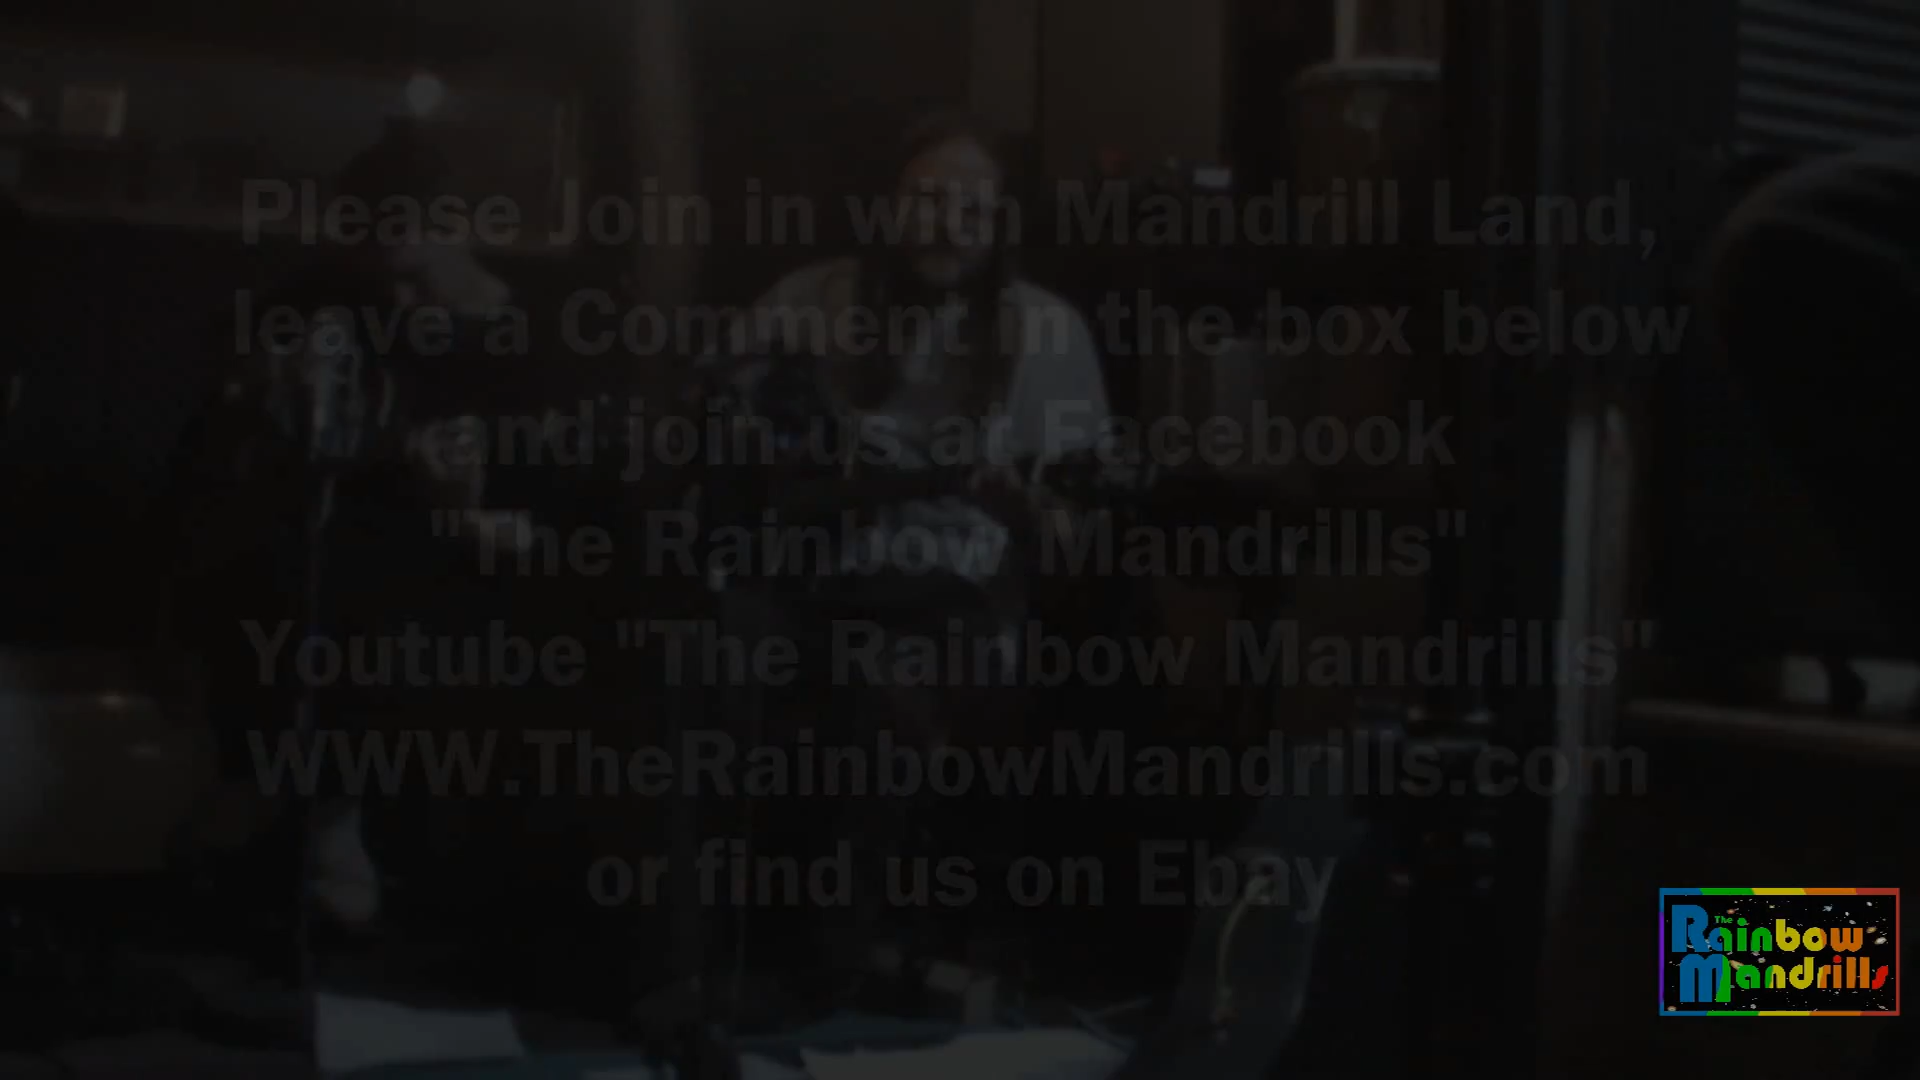 Please Join in with Mandrill Land,
leave a Comment in the box below
and join us at Facebook
"The Rainbow Mandrills"
Youtube "The Rainbow Mandrills"
WWW.TheRainbowMandrills.com
or find us on Ebay
The
Rainbow
Mandrills